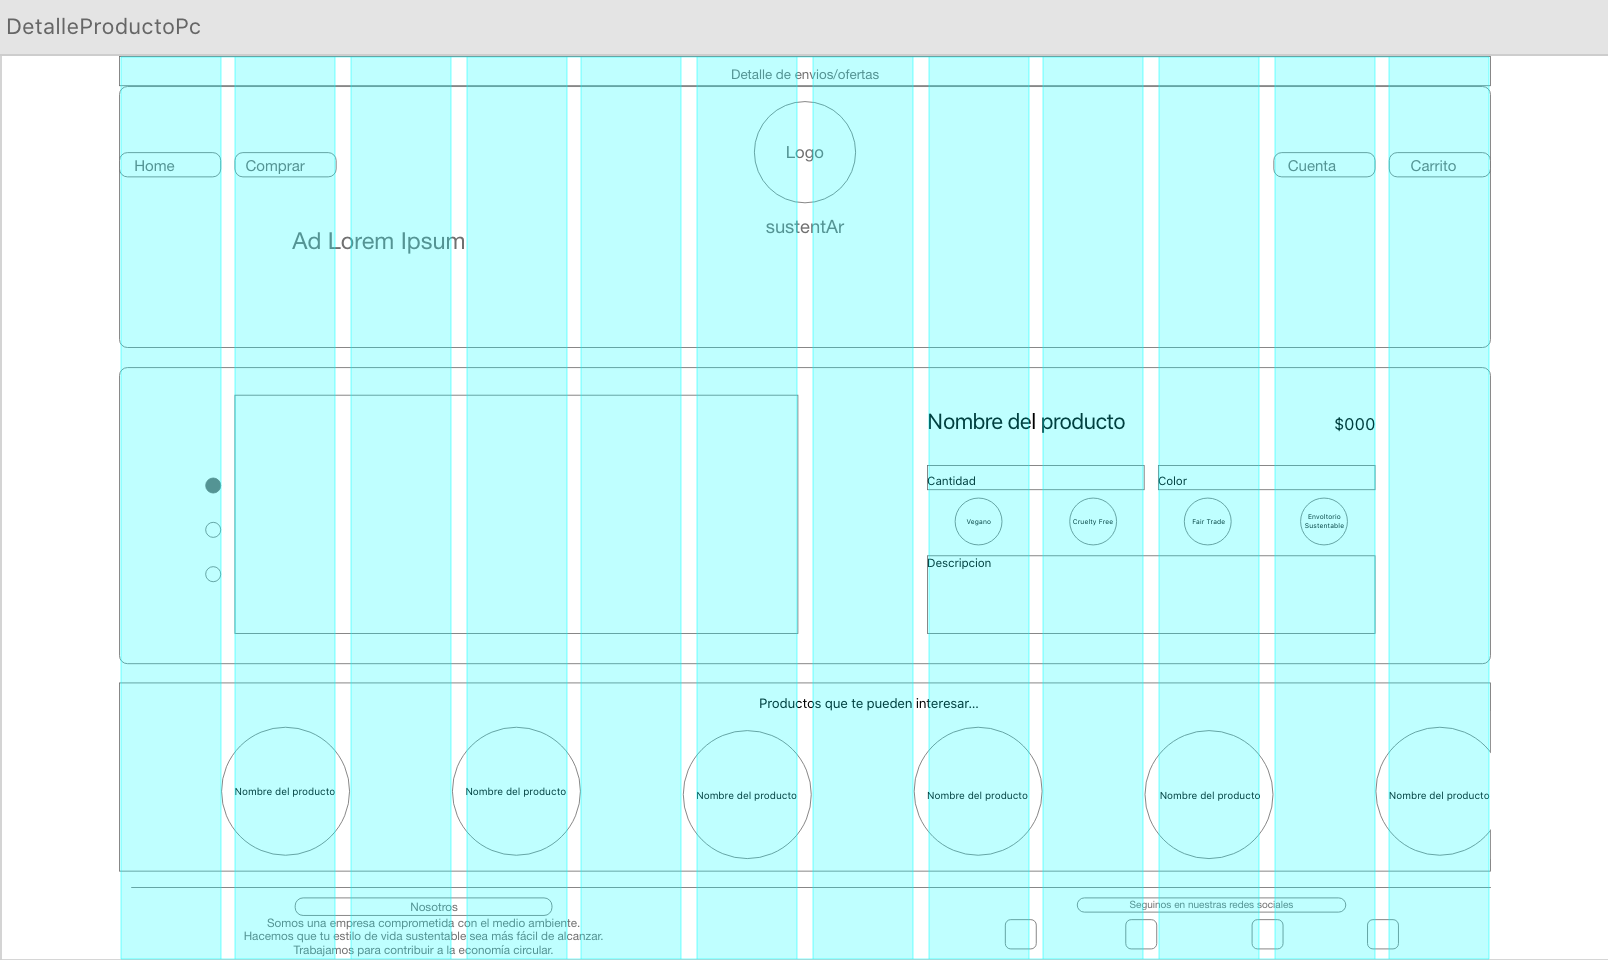 DetalleProductoPc
Detalle de envios/ofertas
Home
Comprar
Logo
Cuenta
Carrito
sustentAr
Ad Lorem Ipsum
Nombre del producto
$000
Cantidad
Color
Vegano
Cruelty Free
Fair Trade
Envoltorio
Sustentable
Descripcion
Productos que te pueden interesar...
Nombre del producto
Nombre del producto
Nombre del producto
Nombre del producto
Nombre del producto
Nombre del producto
Nosotros
Somos una empresa comprometida con el medio ambiente.
Hacemos que tu estilo de vida sustentable sea más fácil de alcanzar.
Trabajamos para contribuir a la economía circular.
Seguinos en nuestras redes sociales